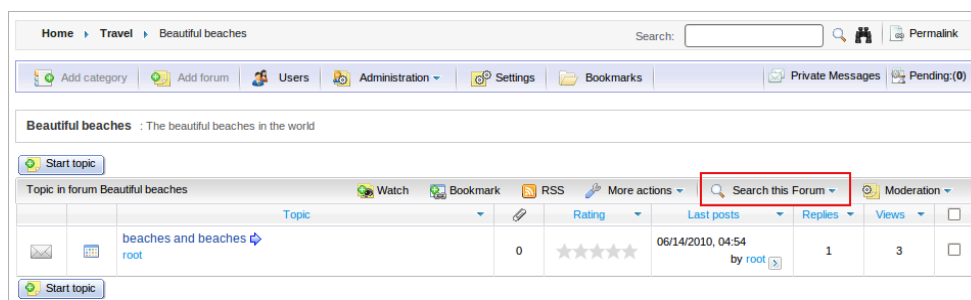 Home Travel Beautiful beaches Search: Permalink
Add category Add forum Users Administration Settings Bookmarks Private Messages Pending:(0)
Beautiful beaches : The beautiful beaches in the world
Start topic
Topic in forum Beautiful beaches Watch Bookmark RSS More actions Search this Forum Moderation
Topic Rating Last posts Replies Views
beaches and beaches 0 06/14/2010, 04:54 1 3
root by root
Start topic